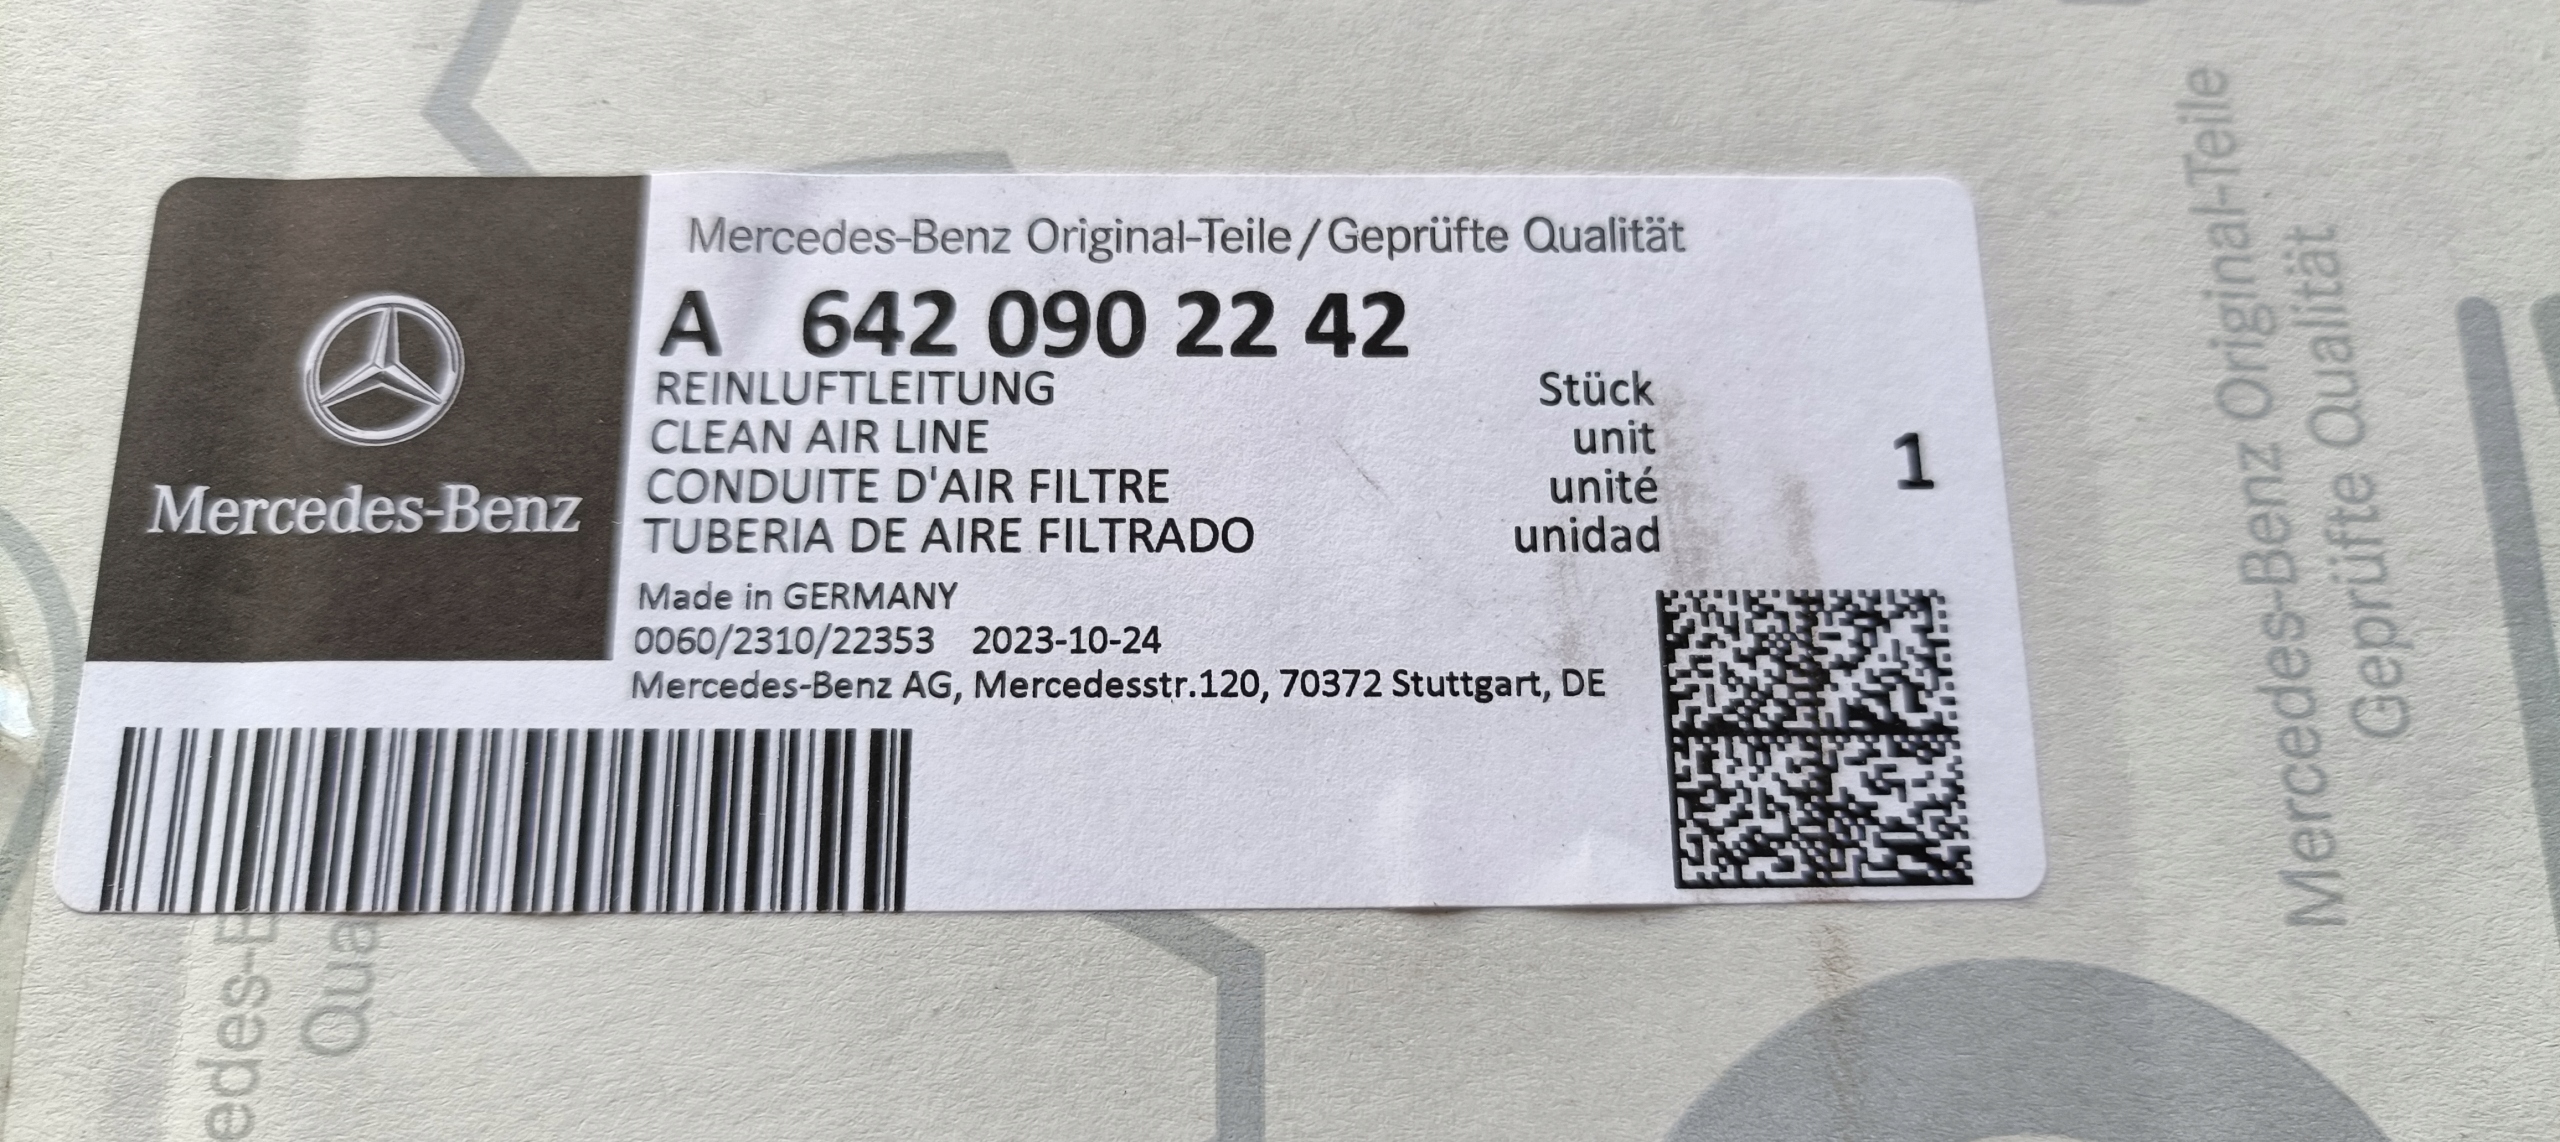 Mercedes-Benz Original-Teile/Geprüfte Qualität
A 642 090 22 42
REINLUFTLEITUNG Stück
CLEAN AIR LINE unit
CONDUITE D'AIR FILTRE unité
TUBERIA DE AIRE FILTRADO unidad
1
Mercedes-Benz
Made in GERMANY
0060/2310/22353 2023-10-24
Mercedes-Benz AG, Mercedesstr.120, 70372 Stuttgart, DE
Mercedes-Benz Original-Teile
Geprüfte Qualität
edes-B
Qua